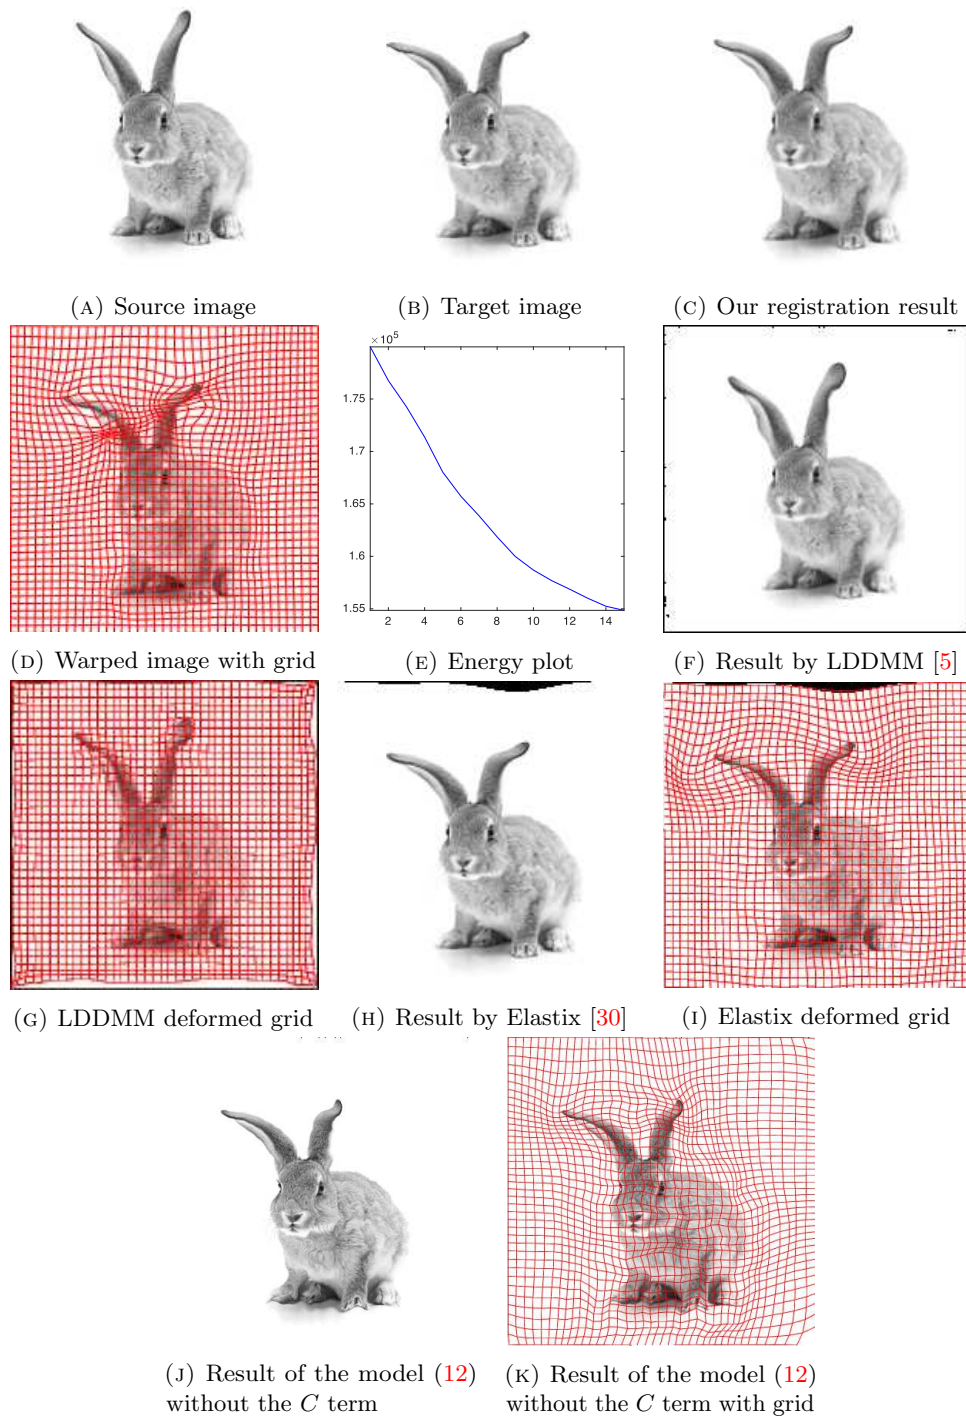 (A) Source image
(B) Target image
(C) Our registration result
×10⁵
1.75
1.7
1.65
1.6
1.55
2 4 6 8 10 12 14
(D) Warped image with grid
(E) Energy plot
(F) Result by LDDMM [5]
(G) LDDMM deformed grid
(H) Result by Elastix [30]
(I) Elastix deformed grid
(J) Result of the model (12)
without the C term
(K) Result of the model (12)
without the C term with grid